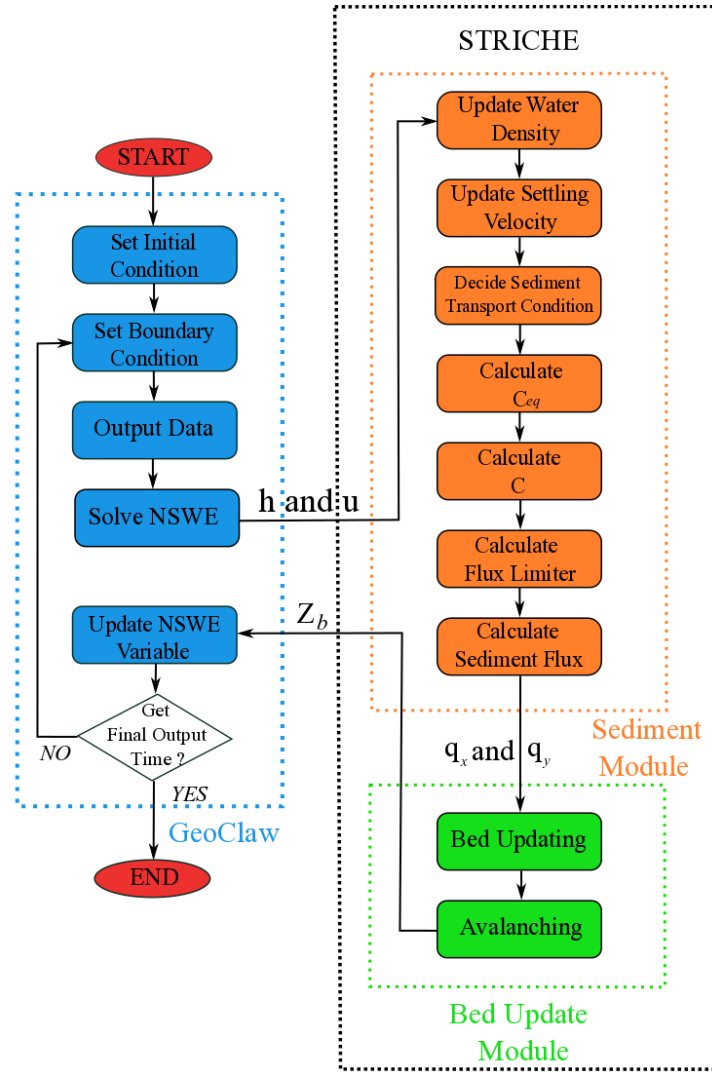 START
Set Initial
Condition
Set Boundary
Condition
Output Data
Solve NSWE
h and u
Update NSWE
Variable
Get
Final Output
Time ?
NO
YES
GeoClaw
END
STRICHE
Update Water
Density
Update Settling
Velocity
Decide Sediment
Transport Condition
Calculate
Ceq
Calculate
C
Calculate
Flux Limiter
Calculate
Sediment Flux
Sediment
Module
qx and qy
Bed Updating
Avalanching
Zb
Bed Update
Module